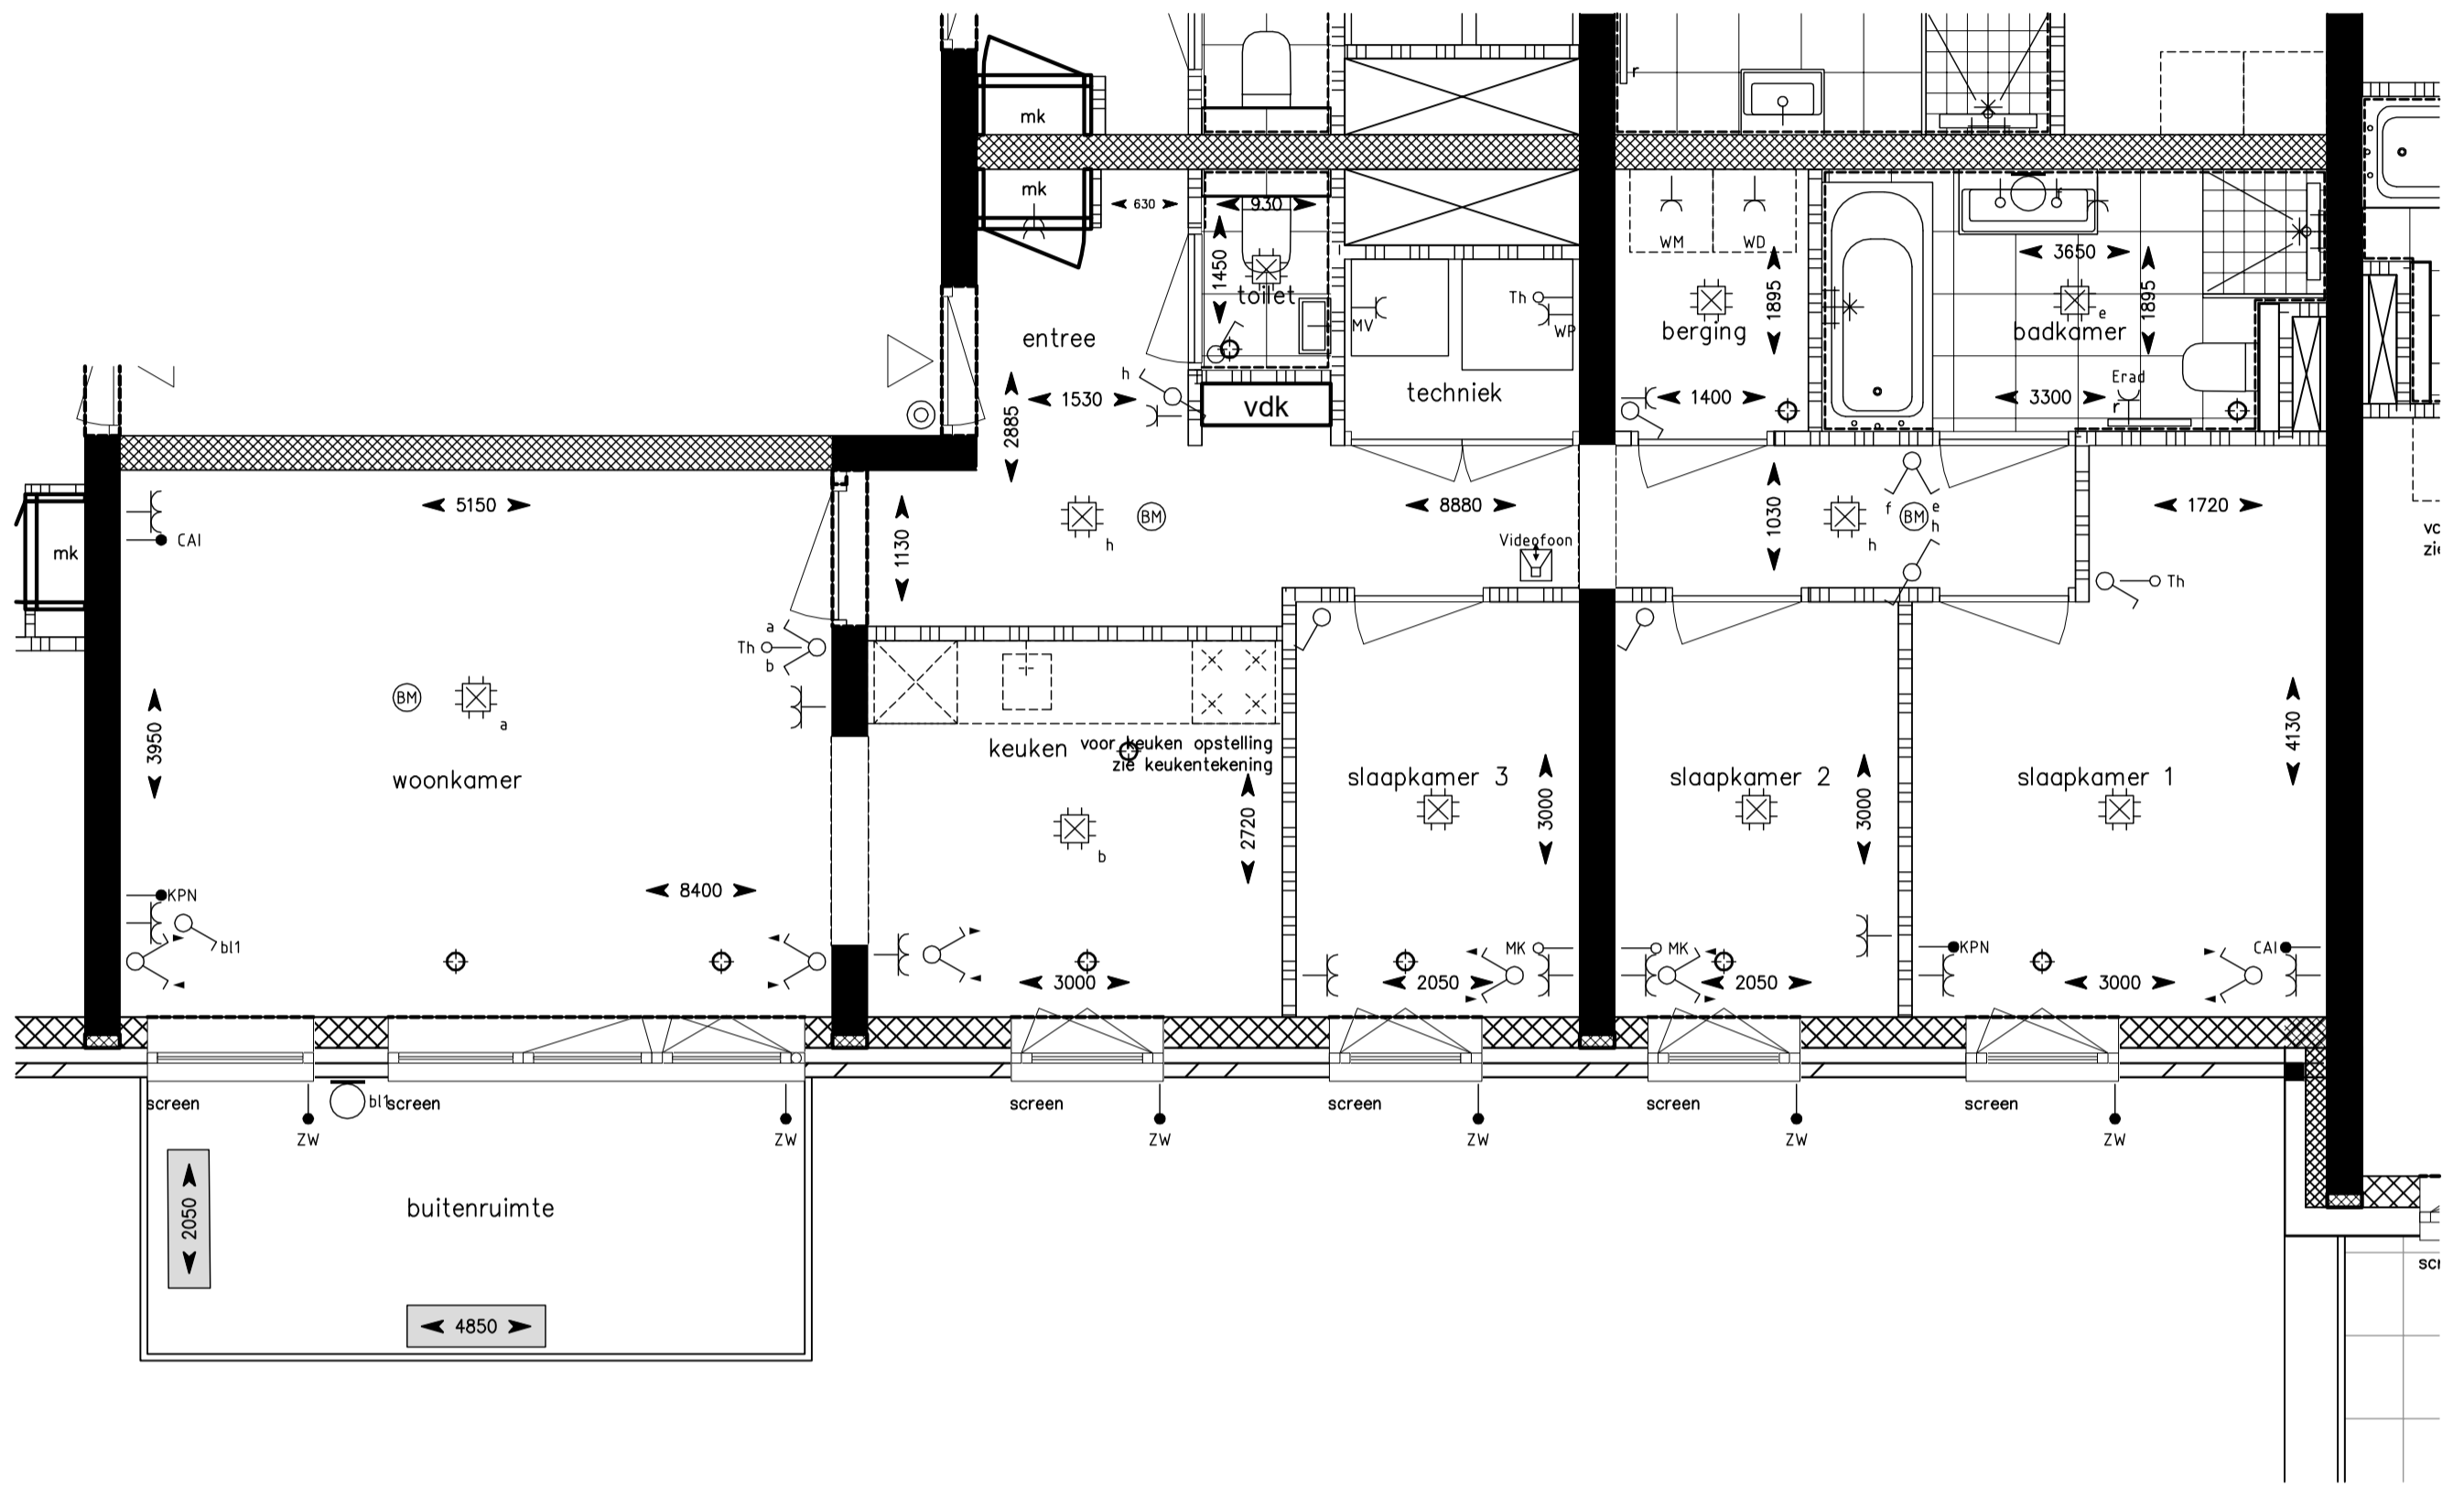 mk
r
mk
630
930
1450
toilet
entree
h
1530
2885
vdk
MV
Th
WP
techniek
WM
WD
berging
1895
1400
r
3650
1895
e
badkamer
Erad
3300
r
mk
CAI
5150
1130
h
BM
8880
Videofoon
1030
h
f
BM
e
h
1720
Th
a
Th
b
BM
a
3950
woonkamer
keuken
voor keuken opstelling
zie keukentekening
2720
b
slaapkamer 3
3000
slaapkamer 2
3000
slaapkamer 1
4130
KPN
bl1
8400
3000
2050
MK
MK
2050
KPN
3000
CAI
screen
ZW
bl1
screen
ZW
screen
ZW
screen
ZW
screen
ZW
screen
ZW
2050
buitenruimte
4850